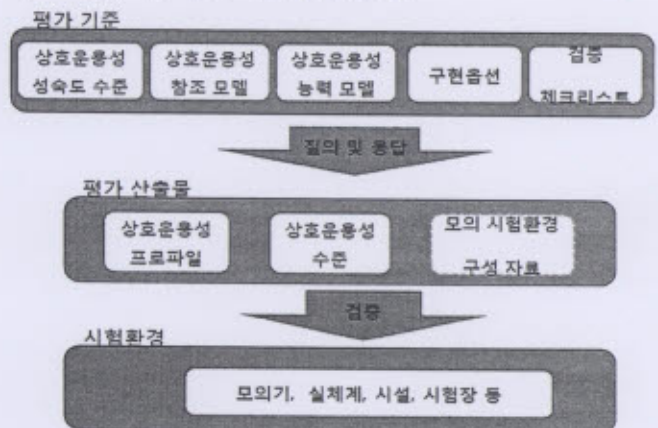 평가 기준
상호운용성
성숙도 수준
상호운용성
참조 모델
상호운용성
능력 모델
구현옵션
검증
체크리스트
질의 및 응답
평가 산출물
상호운용성
프로파일
상호운용성
수준
모의 시험환경
구성 자료
검증
시험환경
모의기, 실체계, 시설, 시험장 등